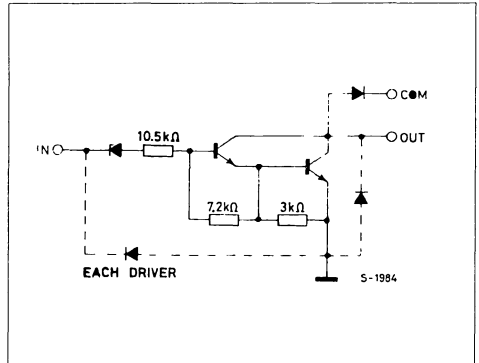 COM
OUT
IN
10.5kΩ
7.2kΩ
3kΩ
EACH DRIVER
S-1984